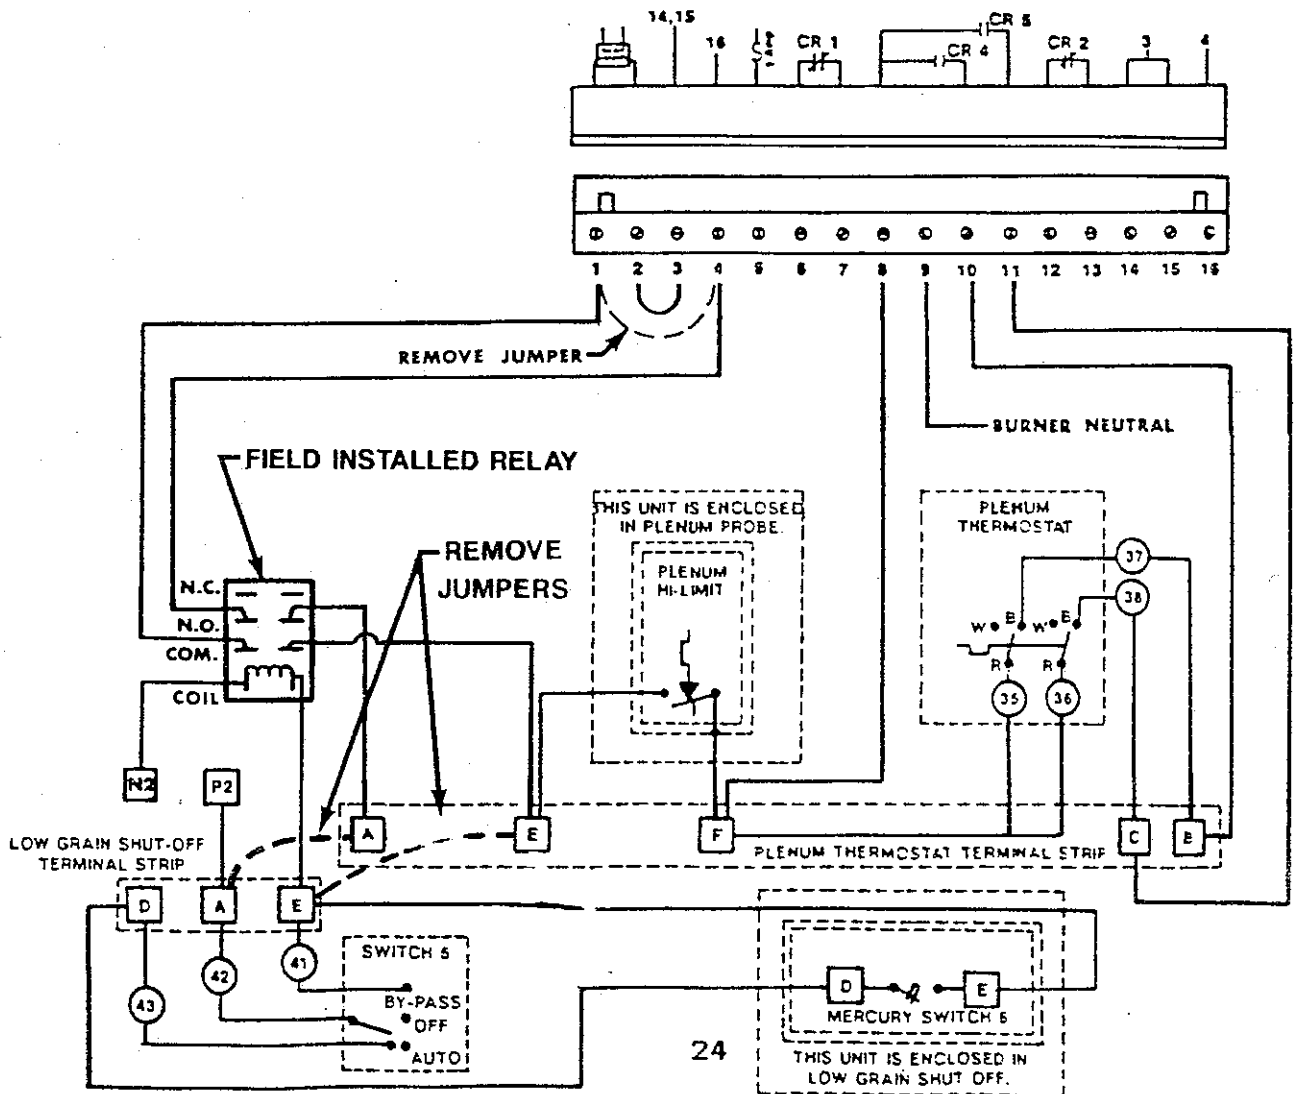 14,15
16
CR 1
CR 5
CR 4
CR 2
3
4
1 2 3 4 5 6 7 8 9 10 11 12 13 14 15 16
REMOVE JUMPER
BURNER NEUTRAL
FIELD INSTALLED RELAY
REMOVE
JUMPERS
N.C.
N.O.
COM.
COIL
THIS UNIT IS ENCLOSED
IN PLENUM PROBE.
PLENUM
HI-LIMIT
PLENUM
THERMOSTAT
37
38
W B W B
R R
35 36
N2 P2
A E F C B
PLENUM THERMOSTAT TERMINAL STRIP
LOW GRAIN SHUT-OFF
TERMINAL STRIP
D A E
43 42 41
SWITCH 5
BY-PASS
OFF
AUTO
D E
MERCURY SWITCH 6
THIS UNIT IS ENCLOSED IN
LOW GRAIN SHUT OFF.
24